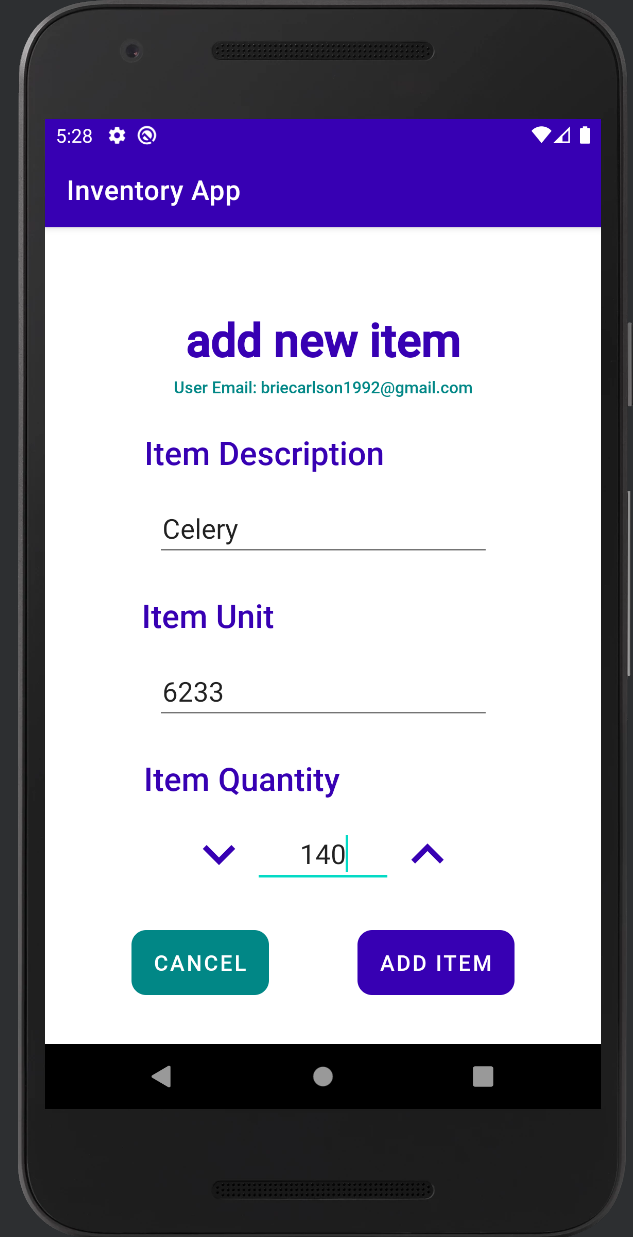 5:28
Inventory App
add new item
User Email: briecarlson1992@gmail.com
Item Description
Celery
Item Unit
6233
Item Quantity
140
CANCEL ADD ITEM